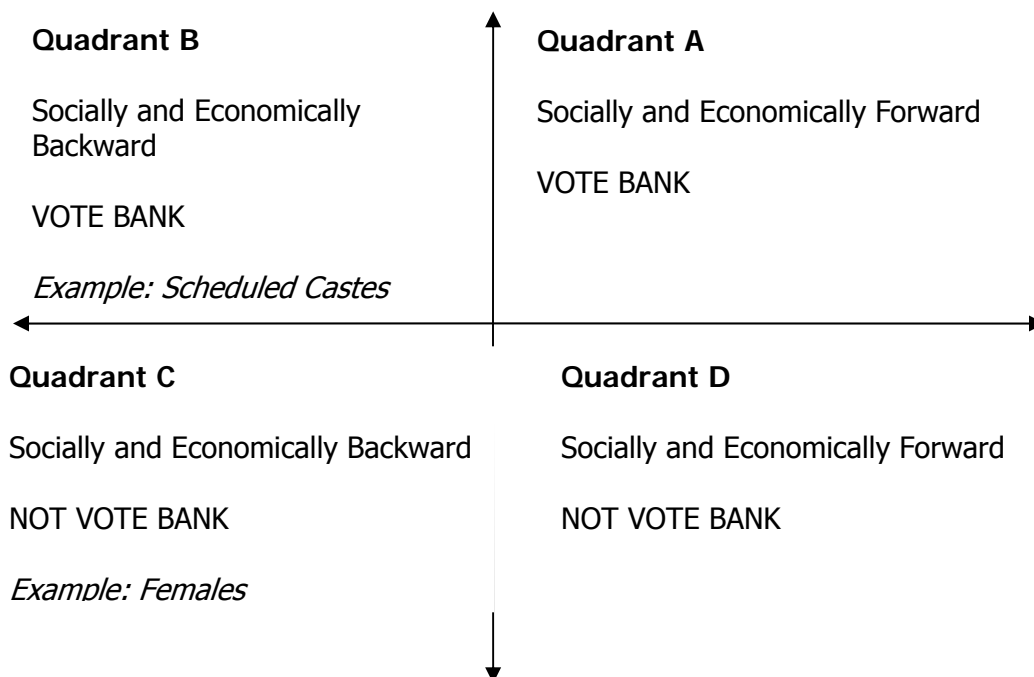 Quadrant B
Socially and Economically
Backward
VOTE BANK
Example: Scheduled Castes
Quadrant A
Socially and Economically Forward
VOTE BANK
Quadrant C
Socially and Economically Backward
NOT VOTE BANK
Example: Females
Quadrant D
Socially and Economically Forward
NOT VOTE BANK